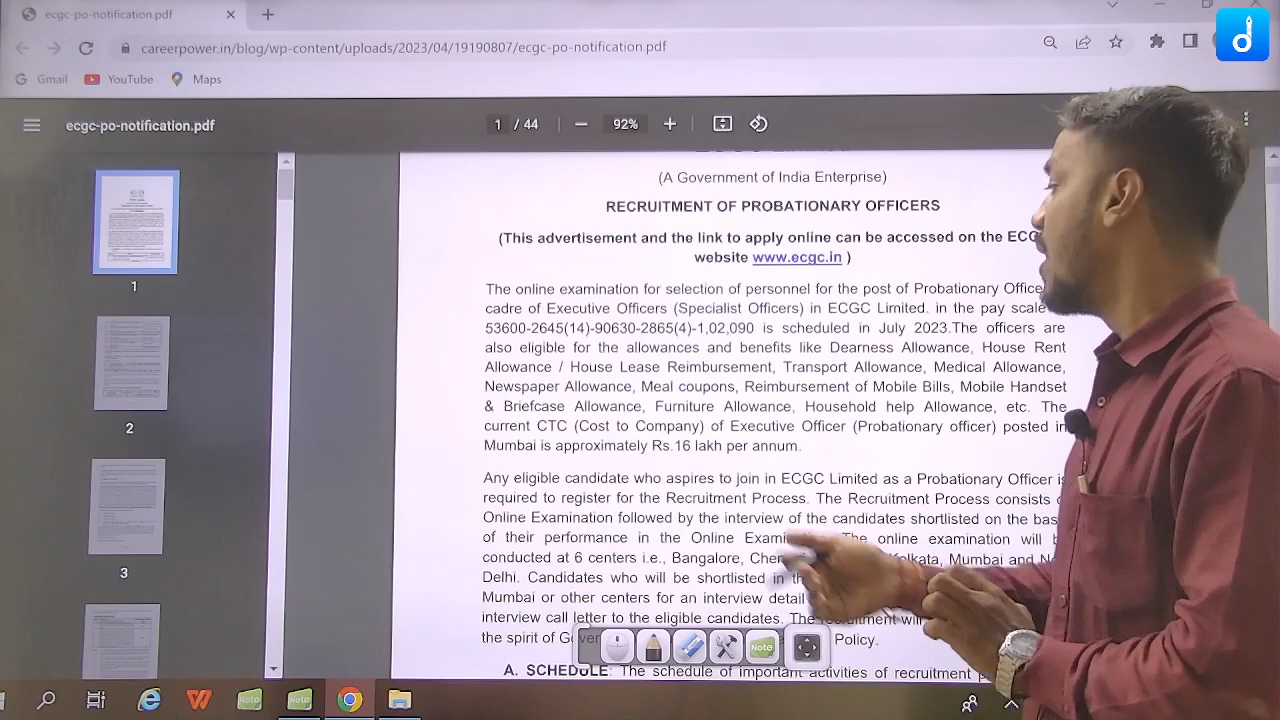 ecgc-po-notification.pdf
careerpower.in/blog/wp-content/uploads/2023/04/19190807/ecgc-po-notification.pdf
Gmail YouTube Maps
ecgc-po-notification.pdf 1 / 44 92%
(A Government of India Enterprise)
RECRUITMENT OF PROBATIONARY OFFICERS
(This advertisement and the link to apply online can be accessed on the ECG
website www.ecgc.in )
The online examination for selection of personnel for the post of Probationary Office
cadre of Executive Officers (Specialist Officers) in ECGC Limited. in the pay scale
53600-2645(14)-90630-2865(4)-1,02,090 is scheduled in July 2023.The officers are
also eligible for the allowances and benefits like Dearness Allowance, House Rent
Allowance / House Lease Reimbursement, Transport Allowance, Medical Allowance,
Newspaper Allowance, Meal coupons, Reimbursement of Mobile Bills, Mobile Handset
& Briefcase Allowance, Furniture Allowance, Household help Allowance, etc. The
current CTC (Cost to Company) of Executive Officer (Probationary officer) posted in
Mumbai is approximately Rs.16 lakh per annum.
Any eligible candidate who aspires to join in ECGC Limited as a Probationary Officer is
required to register for the Recruitment Process. The Recruitment Process consists
Online Examination followed by the interview of the candidates shortlisted on the bas
of their performance in the Online Exami The online examination will b
conducted at 6 centers i.e., Bangalore, Chen Kolkata, Mumbai and Ne
Delhi. Candidates who will be shortlisted in th
Mumbai or other centers for an interview detail
interview, call letter to the eligible candidates. The recruitment will
the spirit of Gover Policy.
A. SCHEDULE: The schedule of important activities of recruitment p
1
2
3
Note
Note
Note